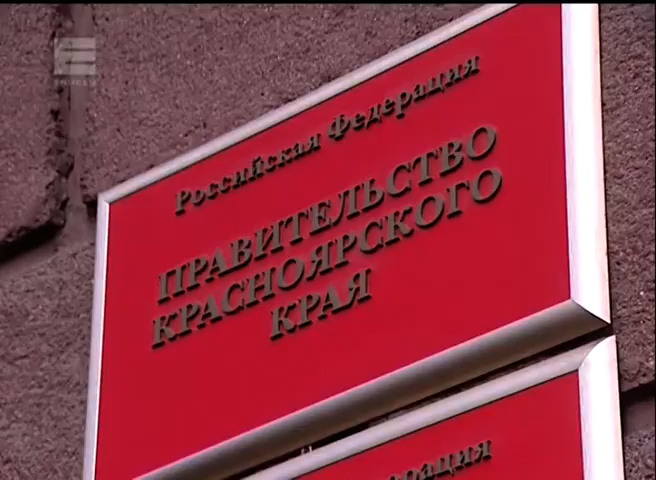 Российская Федерация
ПРАВИТЕЛЬСТВО
КРАСНОЯРСКОГО
КРАЯ